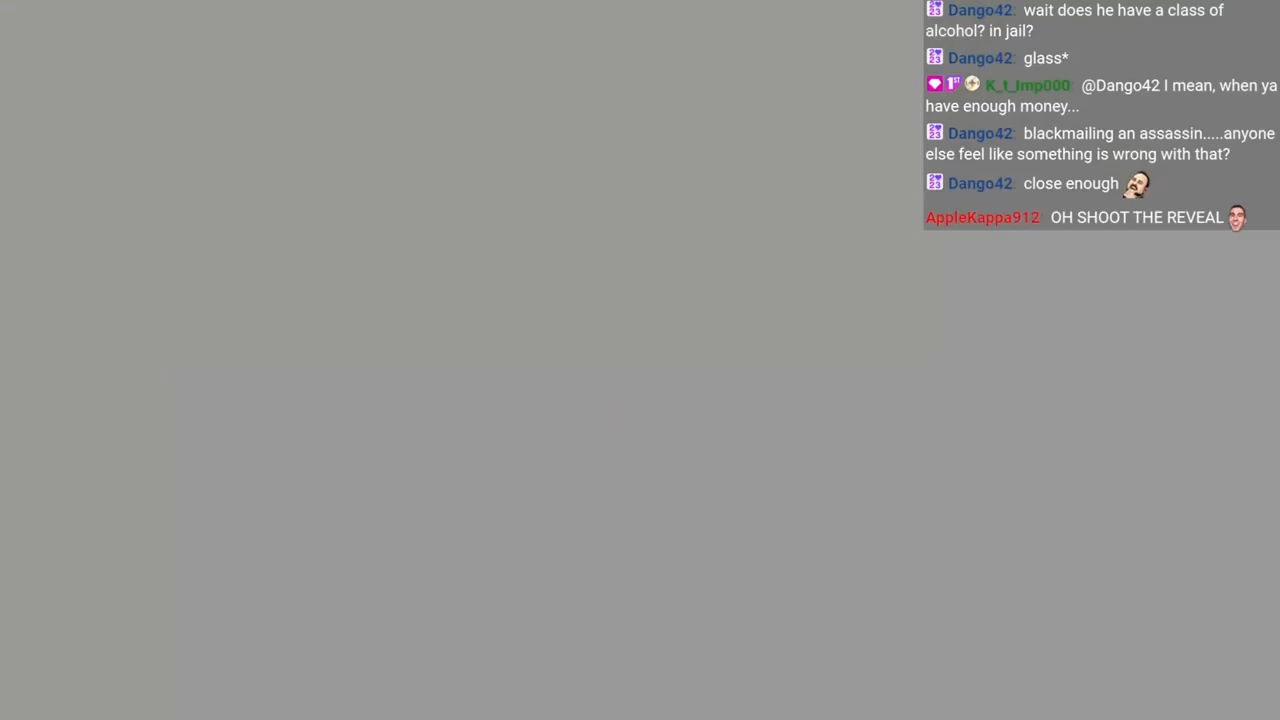 Dango42: wait does he have a class of
alcohol? in jail?
Dango42: glass*
K_t_Imp000: @Dango42 I mean, when ya
have enough money...
Dango42: blackmailing an assassin.....anyone
else feel like something is wrong with that?
Dango42: close enough
AppleKappa912: OH SHOOT THE REVEAL